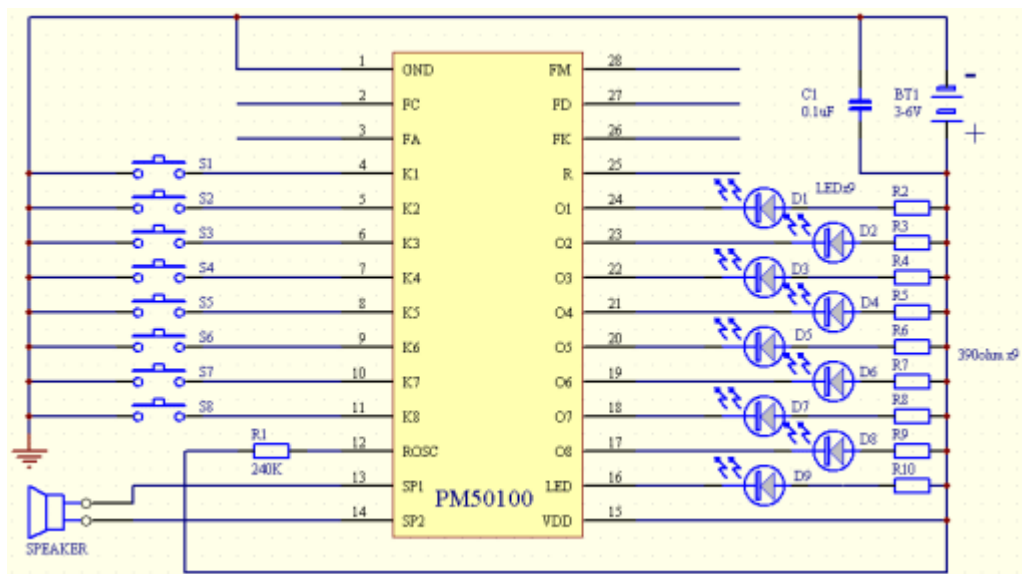 1 GND FM 28
2 FC FD 27
C1 BT1 -
0.1uF 3-6V +
3 FA FK 26
S1 4 K1 R 25
LEDx9
S2 5 K2 O1 24 D1 R2
S3 6 K3 O2 23 D2 R3
S4 7 K4 O3 22 D3 R4
S5 8 K5 O4 21 D4 R5
S6 9 K6 O5 20 D5 R6
390ohm x9
S7 10 K7 O6 19 D6 R7
S8 11 K8 O7 18 D7 R8
R1 12 ROSC O8 17 D8 R9
240K
13 SP1 LED 16 D9 R10
PM50100
14 SP2 VDD 15
SPEAKER